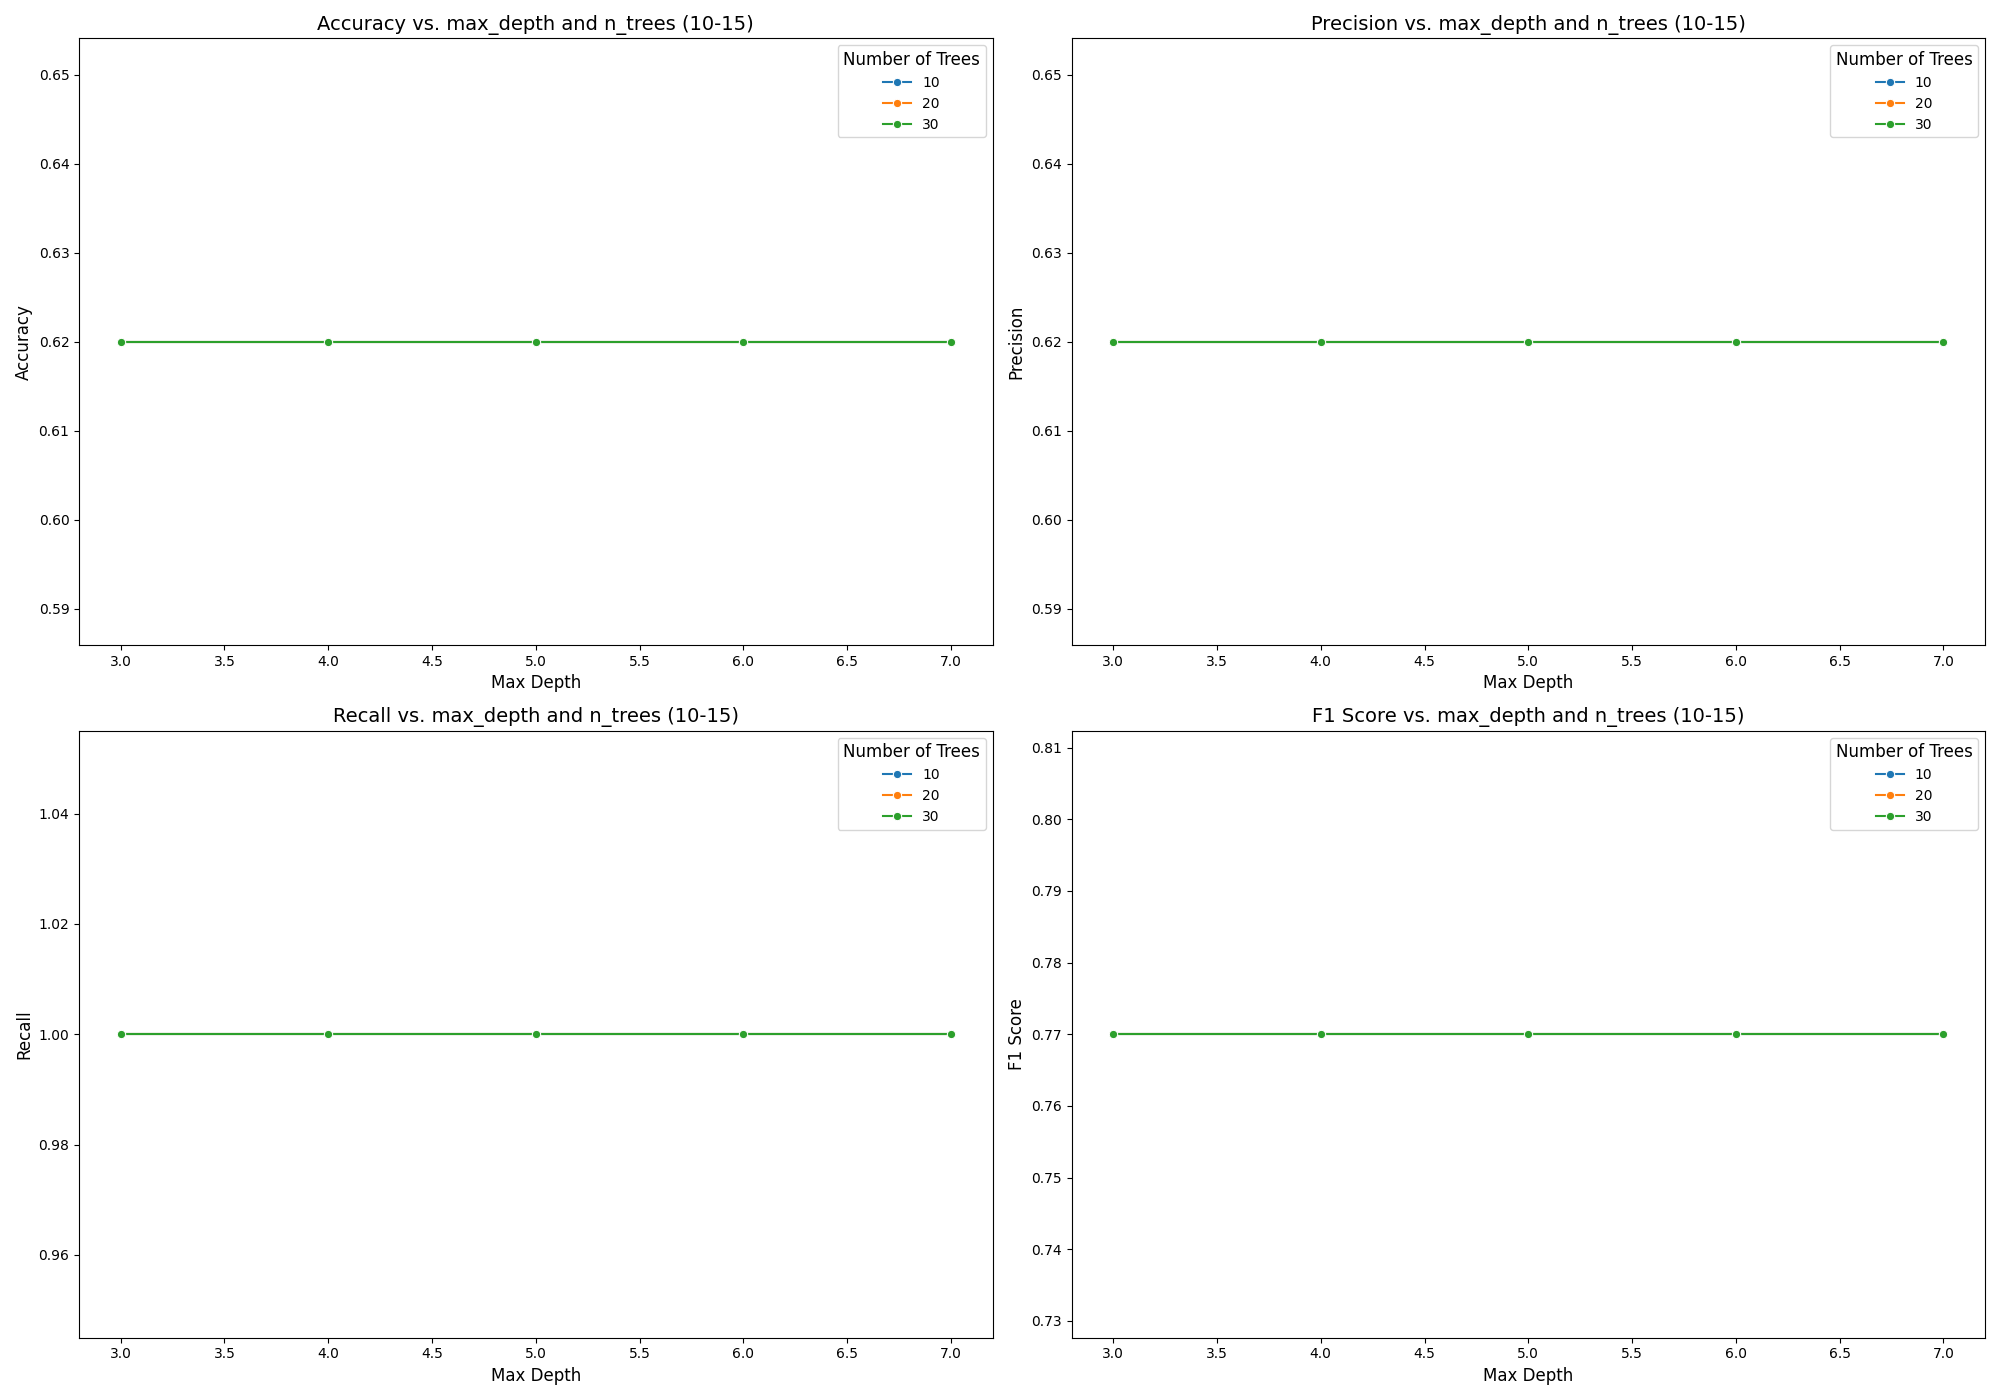 Accuracy vs. max_depth and n_trees (10-15)
Number of Trees
10
20
30
0.65
0.64
0.63
0.62
0.61
0.60
0.59
Accuracy
3.0 3.5 4.0 4.5 5.0 5.5 6.0 6.5 7.0
Max Depth
Precision vs. max_depth and n_trees (10-15)
Number of Trees
10
20
30
0.65
0.64
0.63
0.62
0.61
0.60
0.59
Precision
3.0 3.5 4.0 4.5 5.0 5.5 6.0 6.5 7.0
Max Depth
Recall vs. max_depth and n_trees (10-15)
Number of Trees
10
20
30
1.04
1.02
1.00
0.98
0.96
Recall
3.0 3.5 4.0 4.5 5.0 5.5 6.0 6.5 7.0
Max Depth
F1 Score vs. max_depth and n_trees (10-15)
Number of Trees
10
20
30
0.81
0.80
0.79
0.78
0.77
0.76
0.75
0.74
0.73
F1 Score
3.0 3.5 4.0 4.5 5.0 5.5 6.0 6.5 7.0
Max Depth